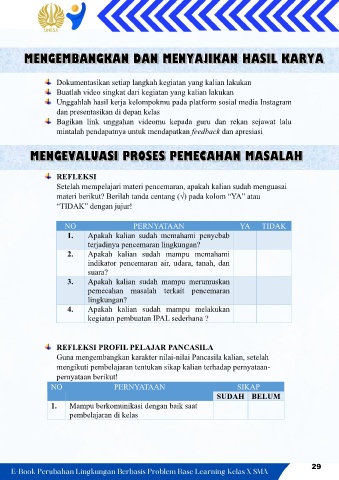 UNESA
MENGEMBANGKAN DAN MENYAJIKAN HASIL KARYA
Dokumentasikan setiap langkah kegiatan yang kalian lakukan
Buatlah video singkat dari kegiatan yang kalian lakukan
Unggahlah hasil kerja kelompokmu pada platform sosial media Instagram
dan presentasikan di depan kelas
Bagikan link unggahan videomu kepada guru dan rekan sejawat lalu
mintalah pendapatnya untuk mendapatkan feedback dan apresiasi
MENGEVALUASI PROSES PEMECAHAN MASALAH
REFLEKSI
Setelah mempelajari materi pencemaran, apakah kalian sudah menguasai
materi berikut? Berilah tanda centang (√) pada kolom “YA” atau
“TIDAK” dengan jujur!
NO PERNYATAAN YA TIDAK
1. Apakah kalian sudah memahami penyebab
terjadinya pencemaran lingkungan?
2. Apakah kalian sudah mampu memahami
indikator pencemaran air, udara, tanah, dan
suara?
3. Apakah kalian sudah mampu merumuskan
pemecahan masalah terkait pencemaran
lingkungan?
4. Apakah kalian sudah mampu melakukan
kegiatan pembuatan IPAL sederhana ?
REFLEKSI PROFIL PELAJAR PANCASILA
Guna mengembangkan karakter nilai-nilai Pancasila kalian, setelah
mengikuti pembelajaran tentukan sikap kalian terhadap pernyataan-
pernyataan berikut!
NO PERNYATAAN SIKAP
SUDAH BELUM
1. Mampu berkomunikasi dengan baik saat
pembelajaran di kelas
E-Book Perubahan Lingkungan Berbasis Problem Base Learning Kelas X SMA
29